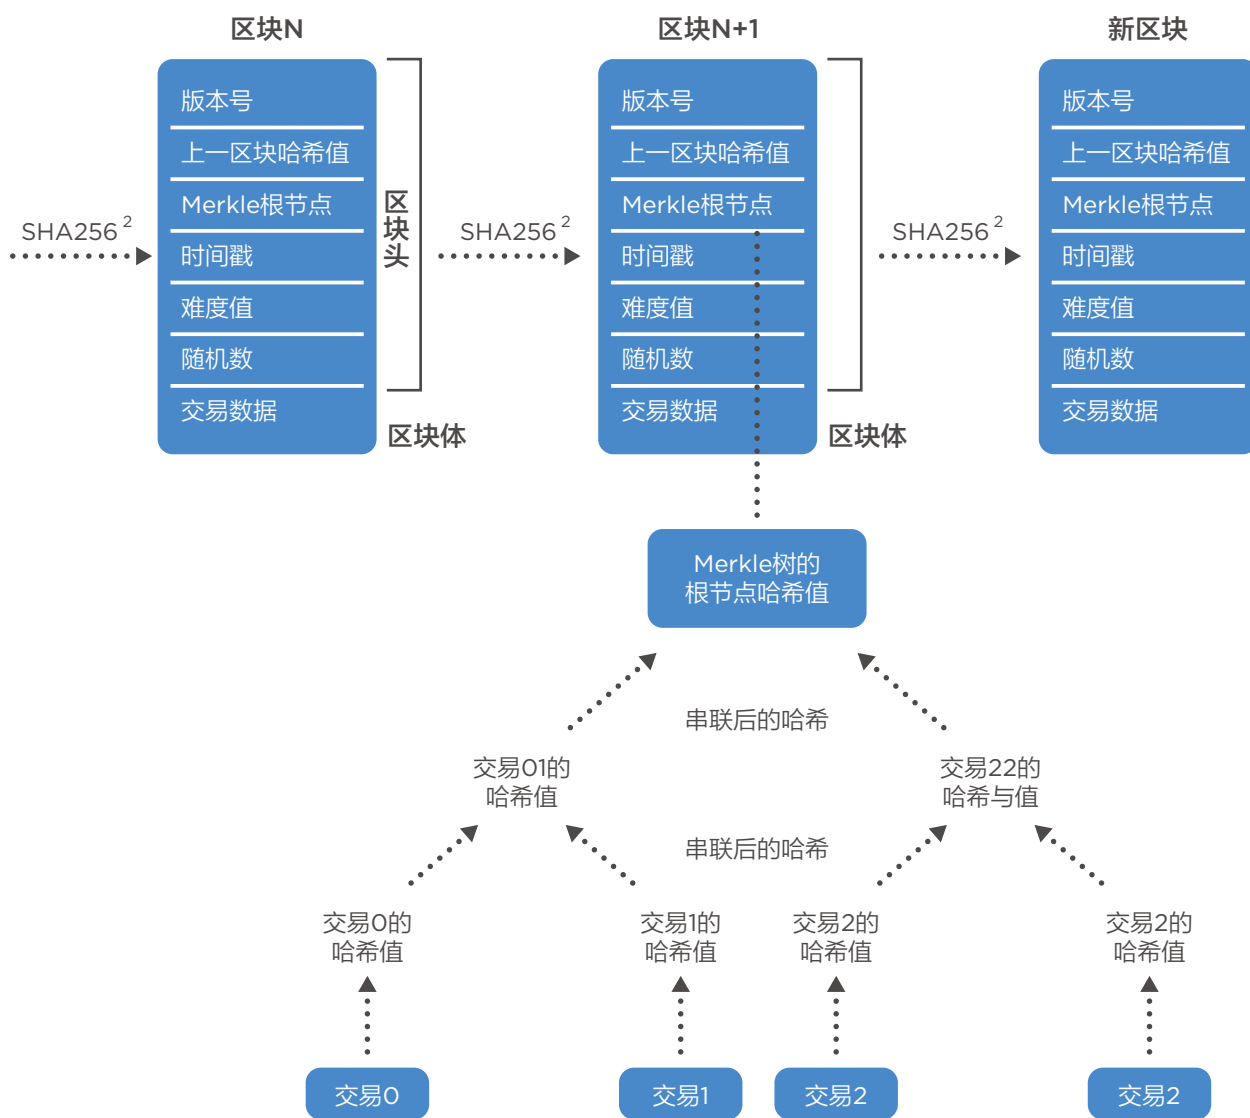 区块N
区块N+1
新区块
版本号
上一区块哈希值
Merkle根节点
时间戳
难度值
随机数
交易数据
区块头
区块体
版本号
上一区块哈希值
Merkle根节点
时间戳
难度值
随机数
交易数据
区块体
版本号
上一区块哈希值
Merkle根节点
时间戳
难度值
随机数
交易数据
SHA256²
SHA256²
SHA256²
Merkle树的
根节点哈希值
串联后的哈希
交易01的
哈希值
交易22的
哈希与值
串联后的哈希
交易0的
哈希值
交易1的
哈希值
交易2的
哈希值
交易2的
哈希值
交易0
交易1
交易2
交易2